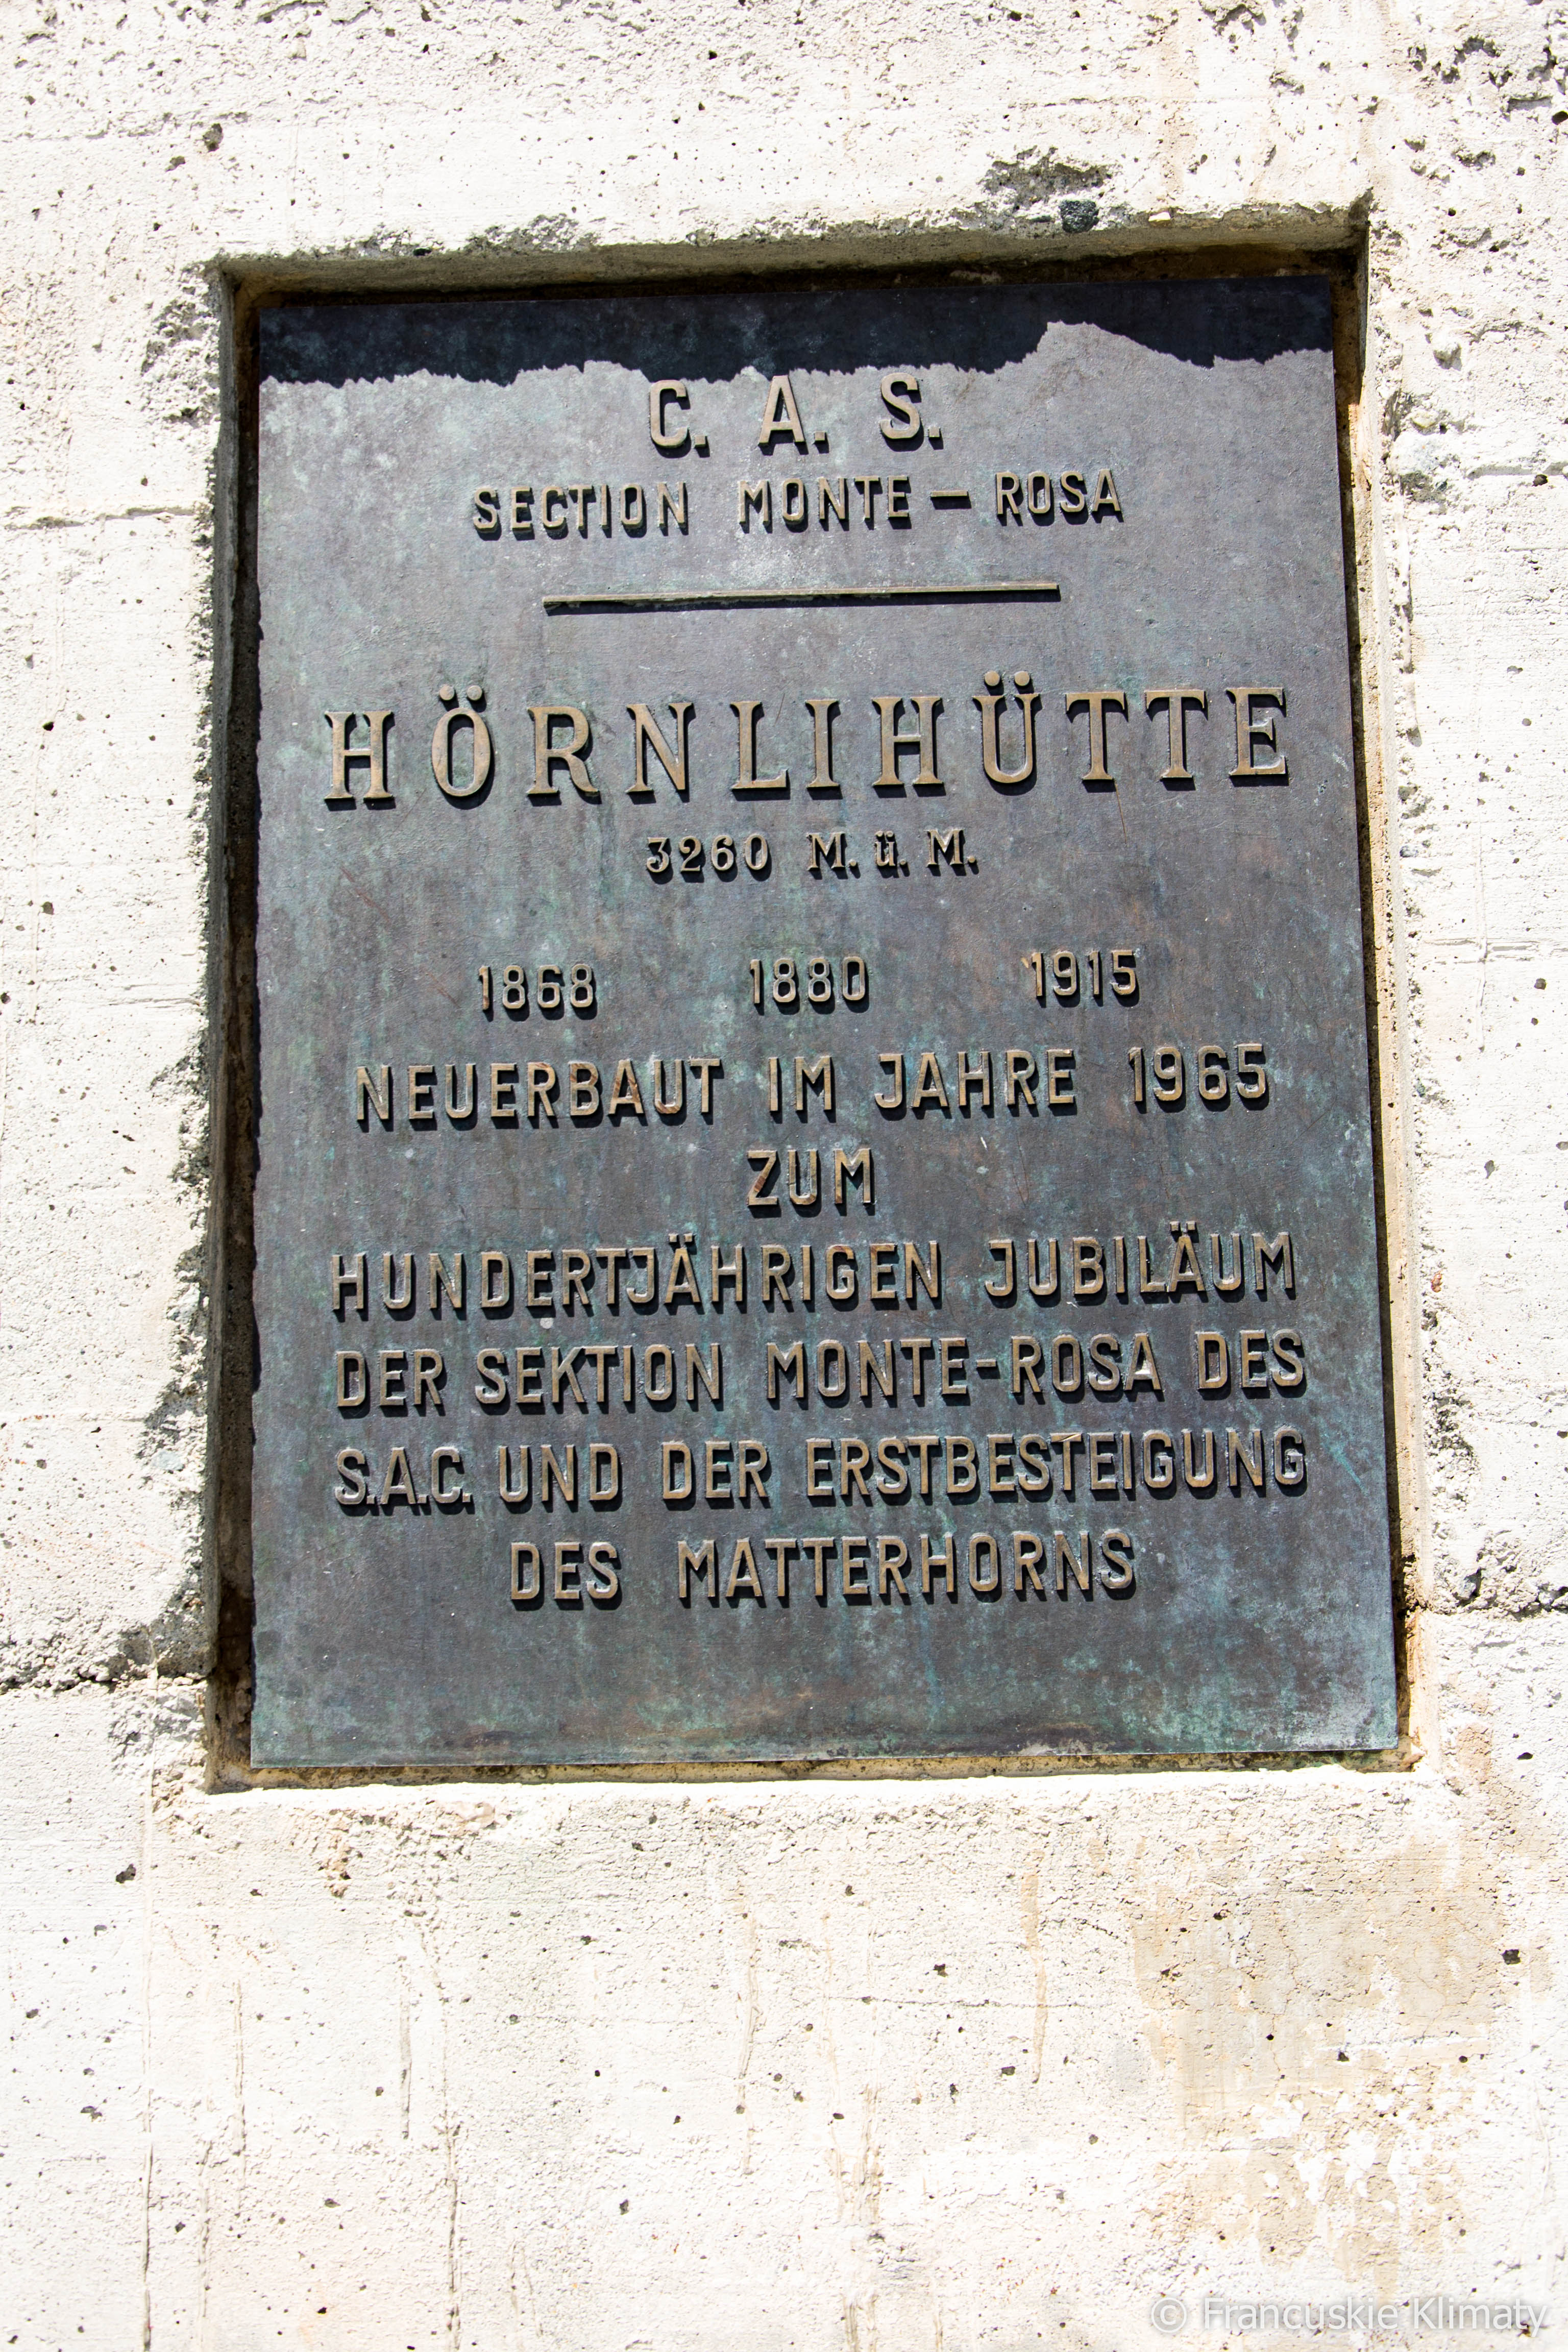 C. A. S.
SECTION MONTE - ROSA
HÖRNLIHÜTTE
3260 M. ü. M.
1868 1880 1915
NEUERBAUT IM JAHRE 1965
ZUM
HUNDERTJÄHRIGEN JUBILÄUM
DER SEKTION MONTE-ROSA DES
S.A.C. UND DER ERSTBESTEIGUNG
DES MATTERHORNS
© Francuskie Klimaty